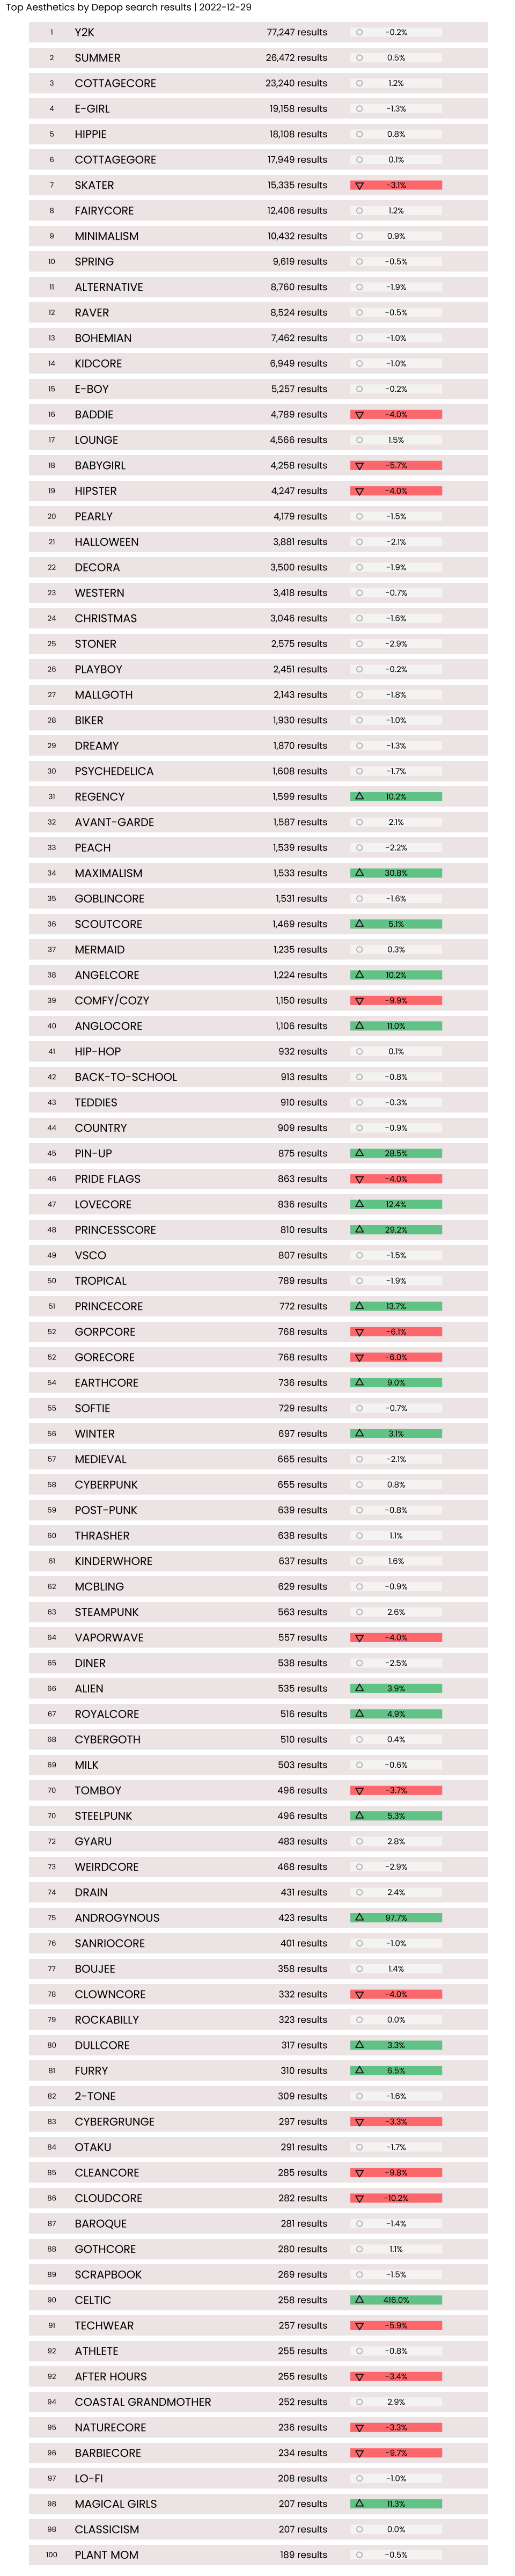 Top Aesthetics by Depop search results | 2022-12-29
1 Y2K 77,247 results -0.2%
2 SUMMER 26,472 results 0.5%
3 COTTAGECORE 23,240 results 1.2%
4 E-GIRL 19,158 results -1.3%
5 HIPPIE 18,108 results 0.8%
6 COTTAGEGORE 17,949 results 0.1%
7 SKATER 15,335 results -3.1%
8 FAIRYCORE 12,406 results 1.2%
9 MINIMALISM 10,432 results 0.9%
10 SPRING 9,619 results -0.5%
11 ALTERNATIVE 8,760 results -1.9%
12 RAVER 8,524 results -0.5%
13 BOHEMIAN 7,462 results -1.0%
14 KIDCORE 6,949 results -1.0%
15 E-BOY 5,257 results -0.2%
16 BADDIE 4,789 results -4.0%
17 LOUNGE 4,566 results 1.5%
18 BABYGIRL 4,258 results -5.7%
19 HIPSTER 4,247 results -4.0%
20 PEARLY 4,179 results -1.5%
21 HALLOWEEN 3,881 results -2.1%
22 DECORA 3,500 results -1.9%
23 WESTERN 3,418 results -0.7%
24 CHRISTMAS 3,046 results -1.6%
25 STONER 2,575 results -2.9%
26 PLAYBOY 2,451 results -0.2%
27 MALLGOTH 2,143 results -1.8%
28 BIKER 1,930 results -1.0%
29 DREAMY 1,870 results -1.3%
30 PSYCHEDELICA 1,608 results -1.7%
31 REGENCY 1,599 results 10.2%
32 AVANT-GARDE 1,587 results 2.1%
33 PEACH 1,539 results -2.2%
34 MAXIMALISM 1,533 results 30.8%
35 GOBLINCORE 1,531 results -1.6%
36 SCOUTCORE 1,469 results 5.1%
37 MERMAID 1,235 results 0.3%
38 ANGELCORE 1,224 results 10.2%
39 COMFY/COZY 1,150 results -9.9%
40 ANGLOCORE 1,106 results 11.0%
41 HIP-HOP 932 results 0.1%
42 BACK-TO-SCHOOL 913 results -0.8%
43 TEDDIES 910 results -0.3%
44 COUNTRY 909 results -0.9%
45 PIN-UP 875 results 28.5%
46 PRIDE FLAGS 863 results -4.0%
47 LOVECORE 836 results 12.4%
48 PRINCESSCORE 810 results 29.2%
49 VSCO 807 results -1.5%
50 TROPICAL 789 results -1.9%
51 PRINCECORE 772 results 13.7%
52 GORPCORE 768 results -6.1%
52 GORECORE 768 results -6.0%
54 EARTHCORE 736 results 9.0%
55 SOFTIE 729 results -0.7%
56 WINTER 697 results 3.1%
57 MEDIEVAL 665 results -2.1%
58 CYBERPUNK 655 results 0.8%
59 POST-PUNK 639 results -0.8%
60 THRASHER 638 results 1.1%
61 KINDERWHORE 637 results 1.6%
62 MCBLING 629 results -0.9%
63 STEAMPUNK 563 results 2.6%
64 VAPORWAVE 557 results -4.0%
65 DINER 538 results -2.5%
66 ALIEN 535 results 3.9%
67 ROYALCORE 516 results 4.9%
68 CYBERGOTH 510 results 0.4%
69 MILK 503 results -0.6%
70 TOMBOY 496 results -3.7%
70 STEELPUNK 496 results 5.3%
72 GYARU 483 results 2.8%
73 WEIRDCORE 468 results -2.9%
74 DRAIN 431 results 2.4%
75 ANDROGYNOUS 423 results 97.7%
76 SANRIOCORE 401 results -1.0%
77 BOUJEE 358 results 1.4%
78 CLOWNCORE 332 results -4.0%
79 ROCKABILLY 323 results 0.0%
80 DULLCORE 317 results 3.3%
81 FURRY 310 results 6.5%
82 2-TONE 309 results -1.6%
83 CYBERGRUNGE 297 results -3.3%
84 OTAKU 291 results -1.7%
85 CLEANCORE 285 results -9.8%
86 CLOUDCORE 282 results -10.2%
87 BAROQUE 281 results -1.4%
88 GOTHCORE 280 results 1.1%
89 SCRAPBOOK 269 results -1.5%
90 CELTIC 258 results 416.0%
91 TECHWEAR 257 results -5.9%
92 ATHLETE 255 results -0.8%
92 AFTER HOURS 255 results -3.4%
94 COASTAL GRANDMOTHER 252 results 2.9%
95 NATURECORE 236 results -3.3%
96 BARBIECORE 234 results -9.7%
97 LO-FI 208 results -1.0%
98 MAGICAL GIRLS 207 results 11.3%
98 CLASSICISM 207 results 0.0%
100 PLANT MOM 189 results -0.5%